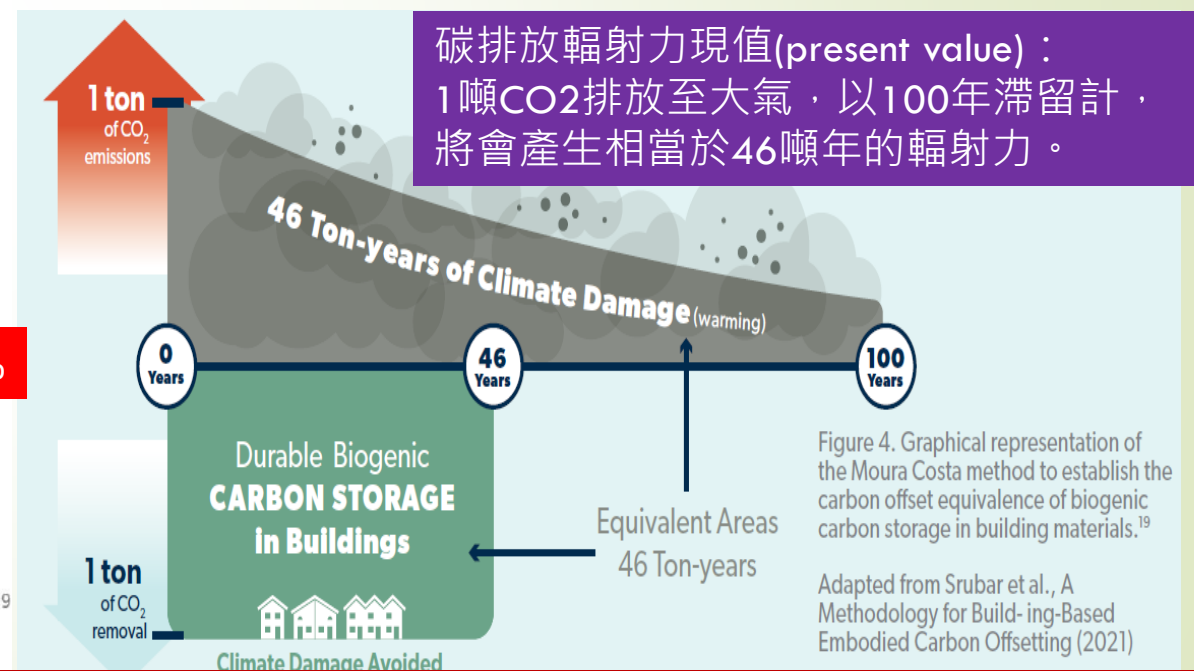 碳排放輻射力現值(present value)：
1噸CO2排放至大氣，以100年滯留計，
將會產生相當於46噸年的輻射力。
1 ton
of CO₂
emissions
46 Ton-years of Climate Damage (warming)
0
Years
46
Years
100
Years
Durable Biogenic
CARBON STORAGE
in Buildings
Equivalent Areas
46 Ton-years
1 ton
of CO₂
removal
Climate Damage Avoided
Figure 4. Graphical representation of
the Moura Costa method to establish the
carbon offset equivalence of biogenic
carbon storage in building materials.¹⁹
Adapted from Srubar et al., A
Methodology for Build- ing-Based
Embodied Carbon Offsetting (2021)
9